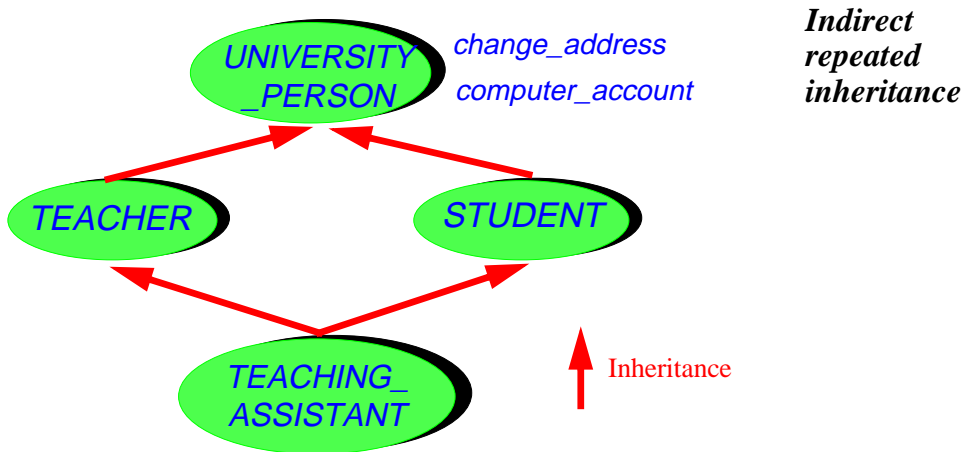 UNIVERSITY
_PERSON
change_address
computer_account
Indirect
repeated
inheritance
TEACHER
STUDENT
TEACHING_
ASSISTANT
Inheritance